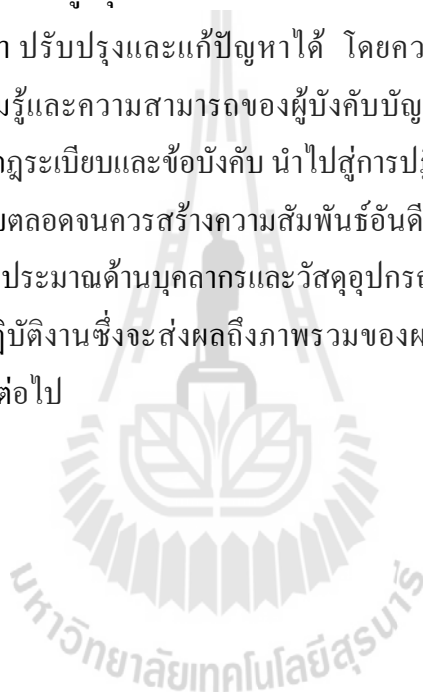 ปรับปรุงและแก้ปัญหาได้ โดยคว
มรู้และความสามารถของผู้บังคับบัญ
ฎระเบียบและข้อบังคับ นำไปสู่การปฏิ
ตลอดจนควรสร้างความสัมพันธ์อันดี
ประมาณด้านบุคลากรและวัสดุอุปกรณ
ฏิบัติงานซึ่งจะส่งผลถึงภาพรวมของผ
ต่อไป
มหาวิทยาลัยเทคโนโลยีสุรนารี